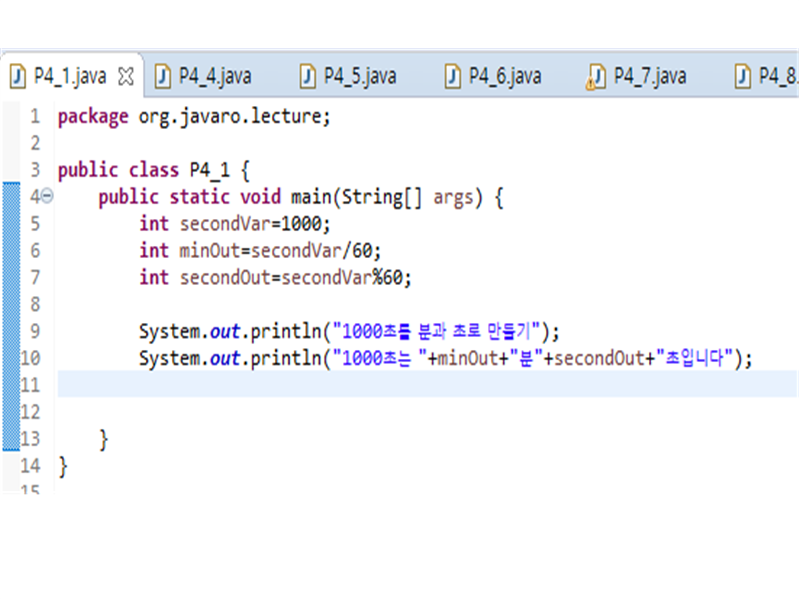 P4_1.java P4_4.java P4_5.java P4_6.java P4_7.java P4_8.
1 package org.javaro.lecture;
2
3 public class P4_1 {
4 public static void main(String[] args) {
5 int secondVar=1000;
6 int minOut=secondVar/60;
7 int secondOut=secondVar%60;
8
9 System.out.println("1000초를 분과 초로 만들기");
10 System.out.println("1000초는 "+minOut+"분"+secondOut+"초입니다");
11
12
13 }
14 }
15